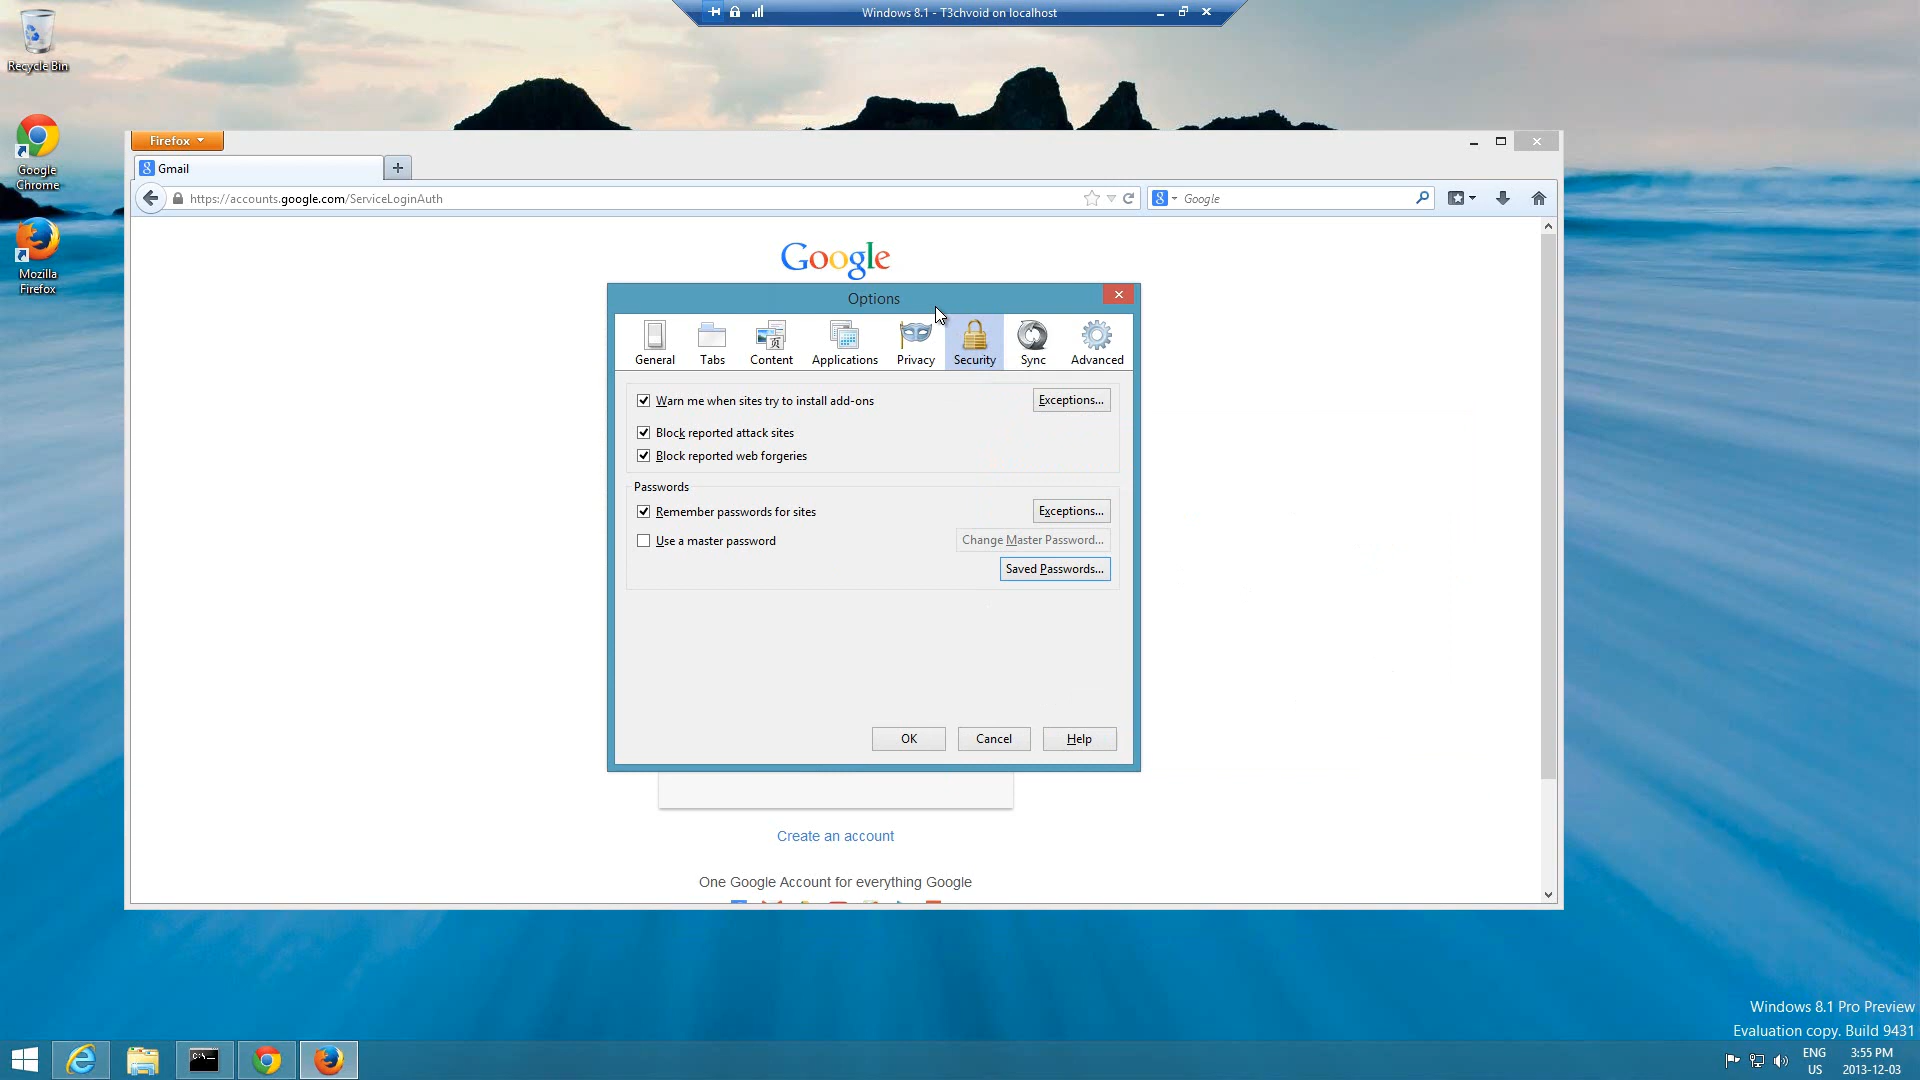 Windows 8.1 - T3chvoid on localhost
Recycle Bin
Google
Chrome
Mozilla
Firefox
Firefox
Gmail
https://accounts.google.com/ServiceLoginAuth
Google
Google
Options
General
Tabs
Content
Applications
Privacy
Security
Sync
Advanced
Warn me when sites try to install add-ons
Exceptions...
Block reported attack sites
Block reported web forgeries
Passwords
Remember passwords for sites
Exceptions...
Use a master password
Change Master Password...
Saved Passwords...
OK
Cancel
Help
Create an account
One Google Account for everything Google
Windows 8.1 Pro Preview
Evaluation copy. Build 9431
ENG
US
3:55 PM
2013-12-03